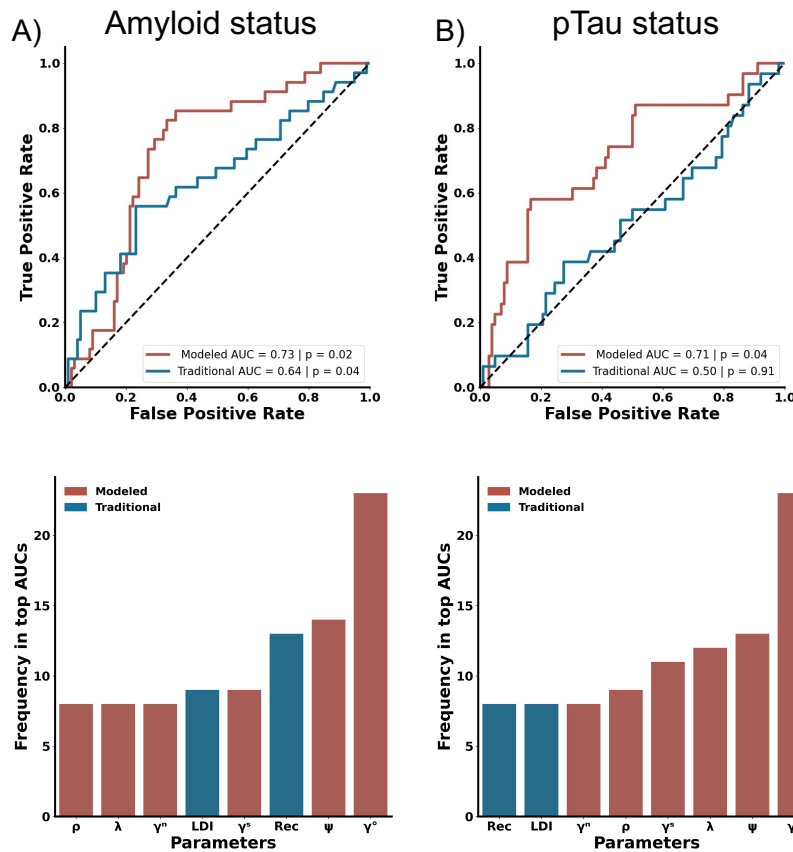 A) Amyloid status
1.0
0.8
0.6
0.4
0.2
0.0
True Positive Rate
Modeled AUC = 0.73 | p = 0.02
Traditional AUC = 0.64 | p = 0.04
0.0 0.2 0.4 0.6 0.8 1.0
False Positive Rate
B) pTau status
1.0
0.8
0.6
0.4
0.2
0.0
True Positive Rate
Modeled AUC = 0.71 | p = 0.04
Traditional AUC = 0.50 | p = 0.91
0.0 0.2 0.4 0.6 0.8 1.0
False Positive Rate
Modeled
Traditional
20
15
10
5
0
Frequency in top AUCs
ρ λ γⁿ LDI γˢ Rec ψ γ°
Parameters
Modeled
Traditional
20
15
10
5
0
Frequency in top AUCs
Rec LDI γⁿ ρ γˢ λ ψ γ
Parameters